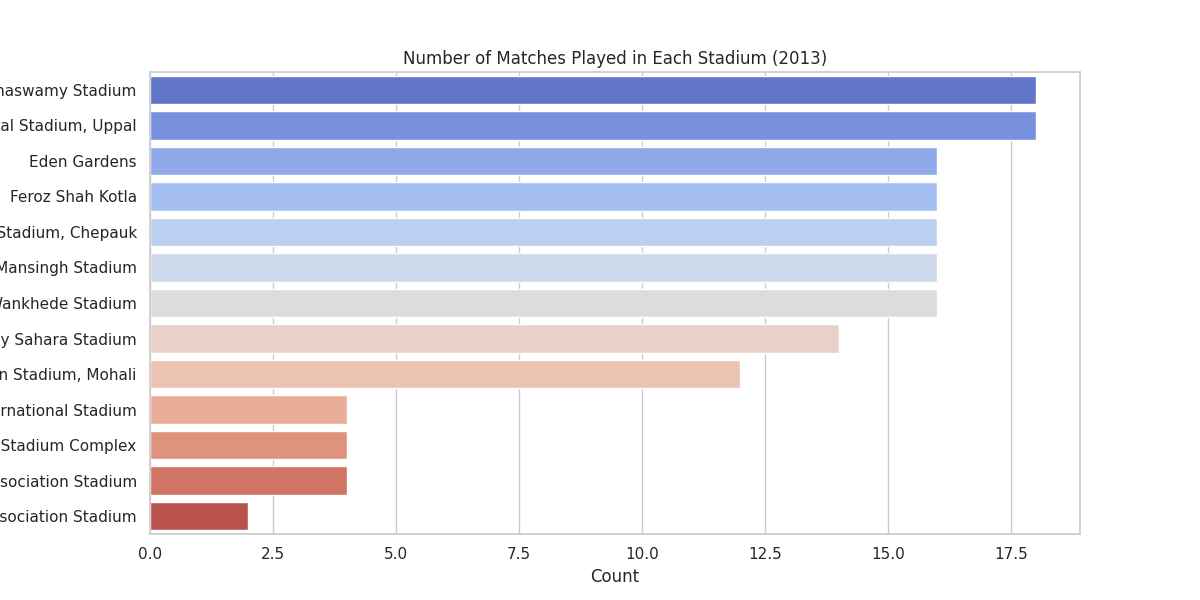 Number of Matches Played in Each Stadium (2013)
naswamy Stadium
al Stadium, Uppal
Eden Gardens
Feroz Shah Kotla
Stadium, Chepauk
Mansingh Stadium
Wankhede Stadium
y Sahara Stadium
n Stadium, Mohali
rnational Stadium
Stadium Complex
sociation Stadium
sociation Stadium
0.0 2.5 5.0 7.5 10.0 12.5 15.0 17.5
Count